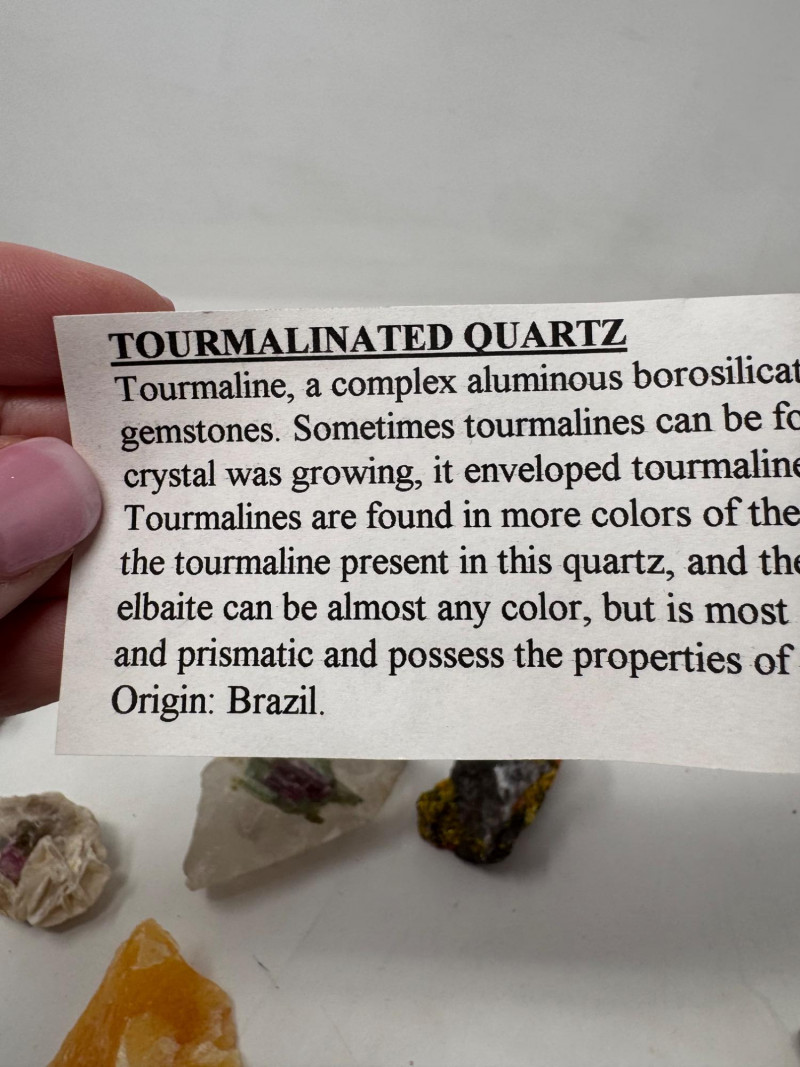 TOURMALINATED QUARTZ
Tourmaline, a complex aluminous borosilicat
gemstones. Sometimes tourmalines can be fo
crystal was growing, it enveloped tourmaline
Tourmalines are found in more colors of the
the tourmaline present in this quartz, and the
elbaite can be almost any color, but is most
and prismatic and possess the properties of
Origin: Brazil.